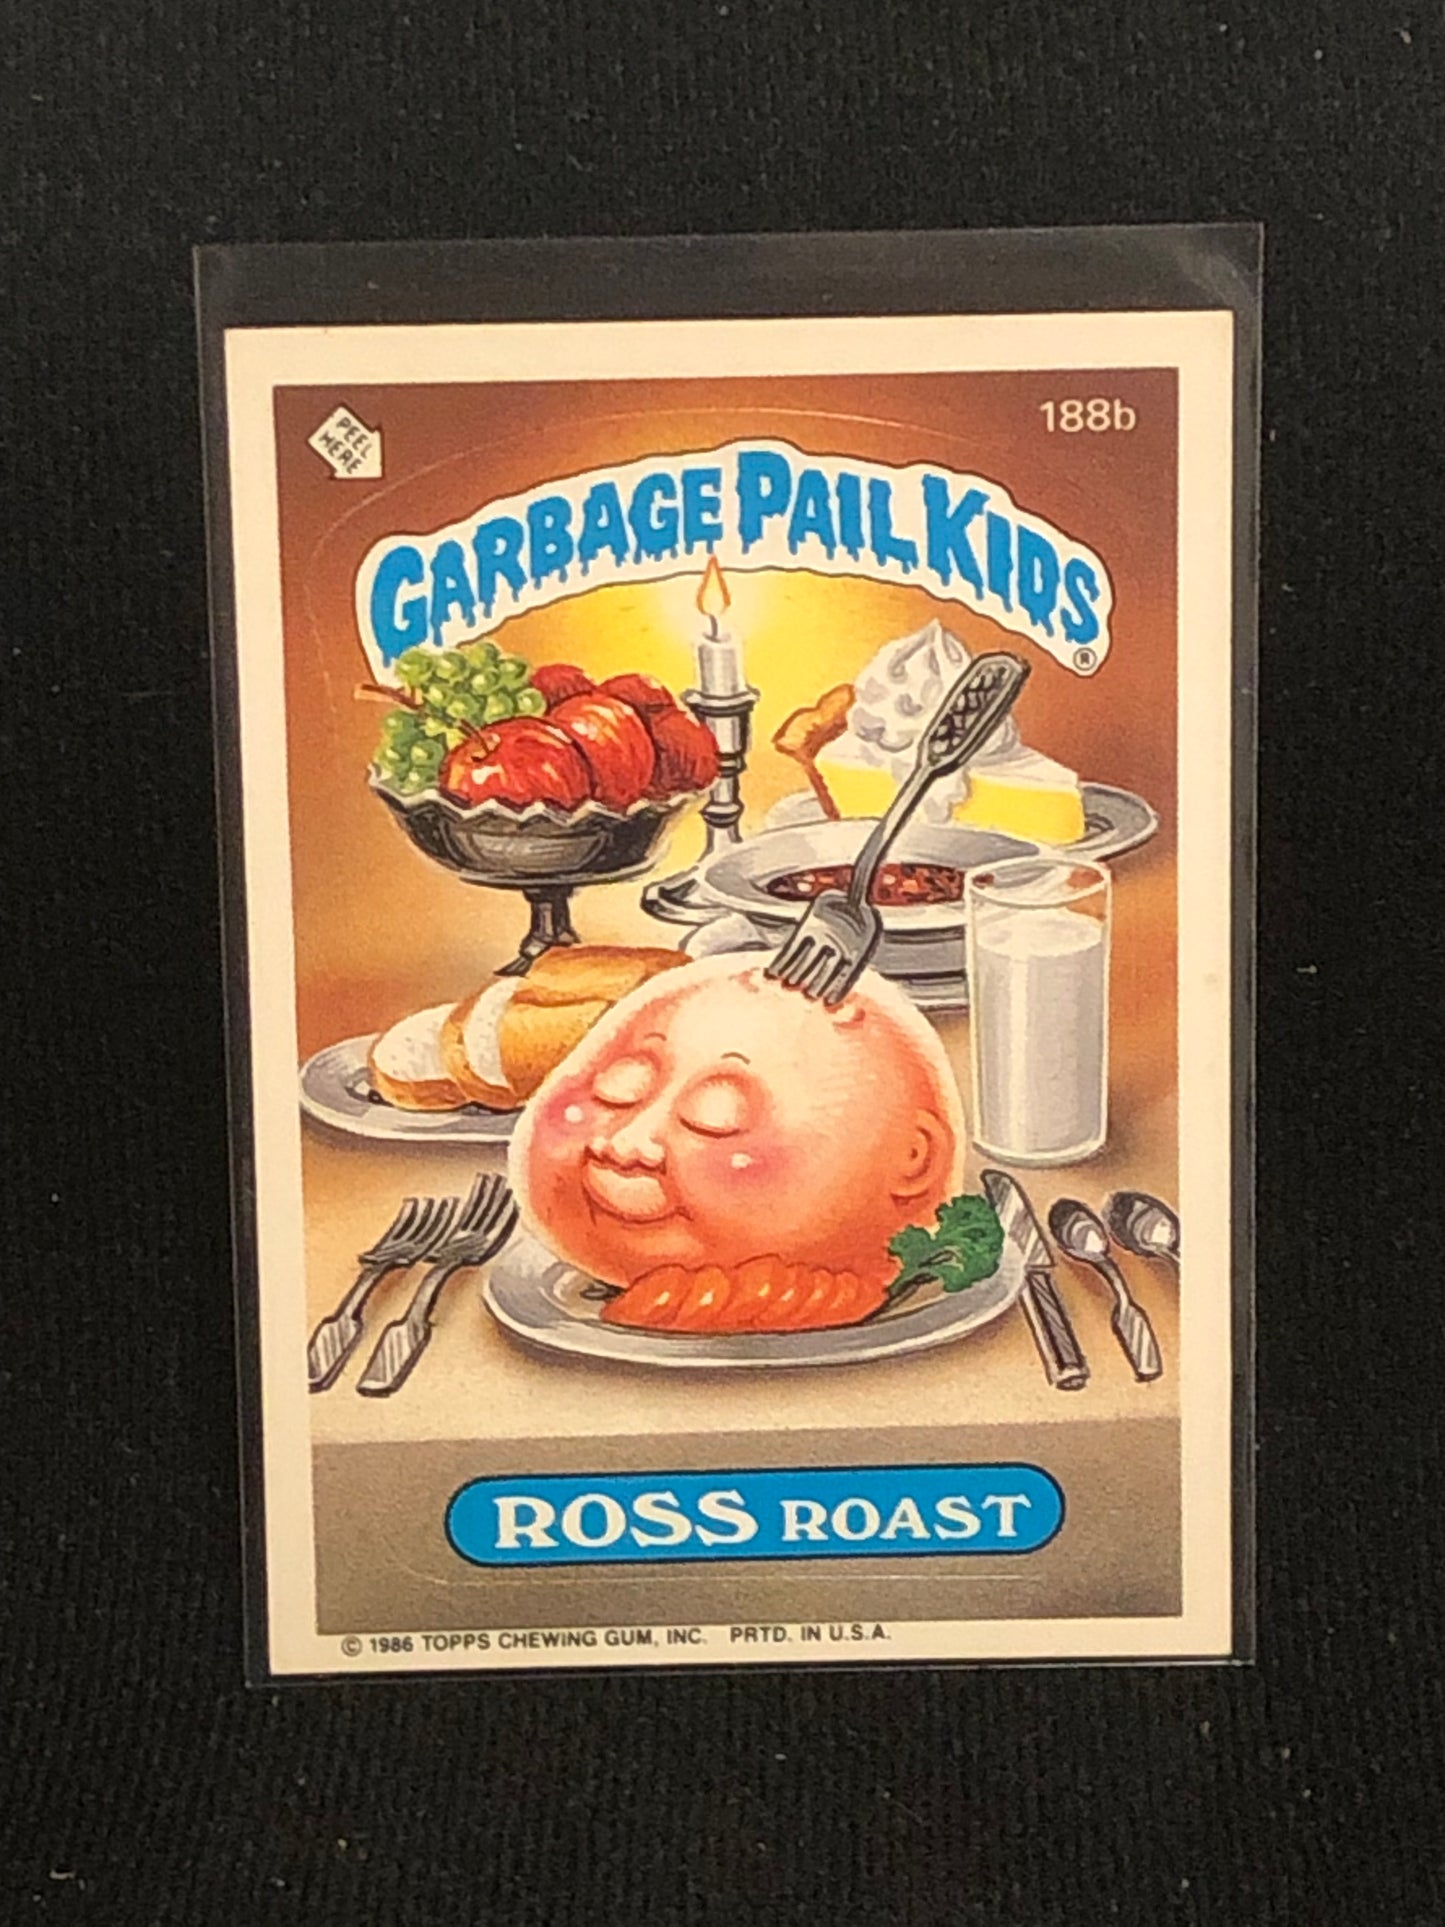 PEEL
HERE
188b
GARBAGE PAIL KIDS
®
ROSS ROAST
© 1986 TOPPS CHEWING GUM, INC. PRTD. IN U.S.A.